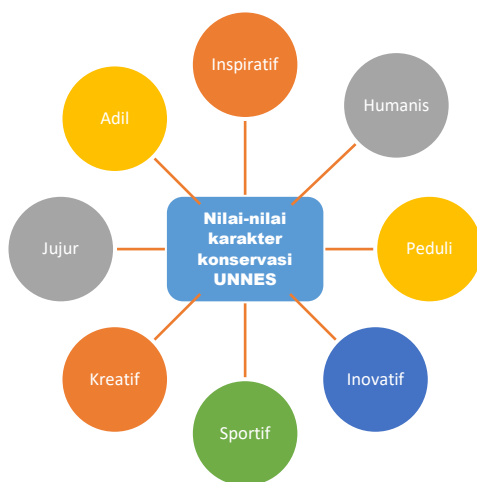 Inspiratif
Humanis
Adil
Nilai-nilai
karakter
konservasi
UNNES
Jujur
Peduli
Kreatif
Inovatif
Sportif